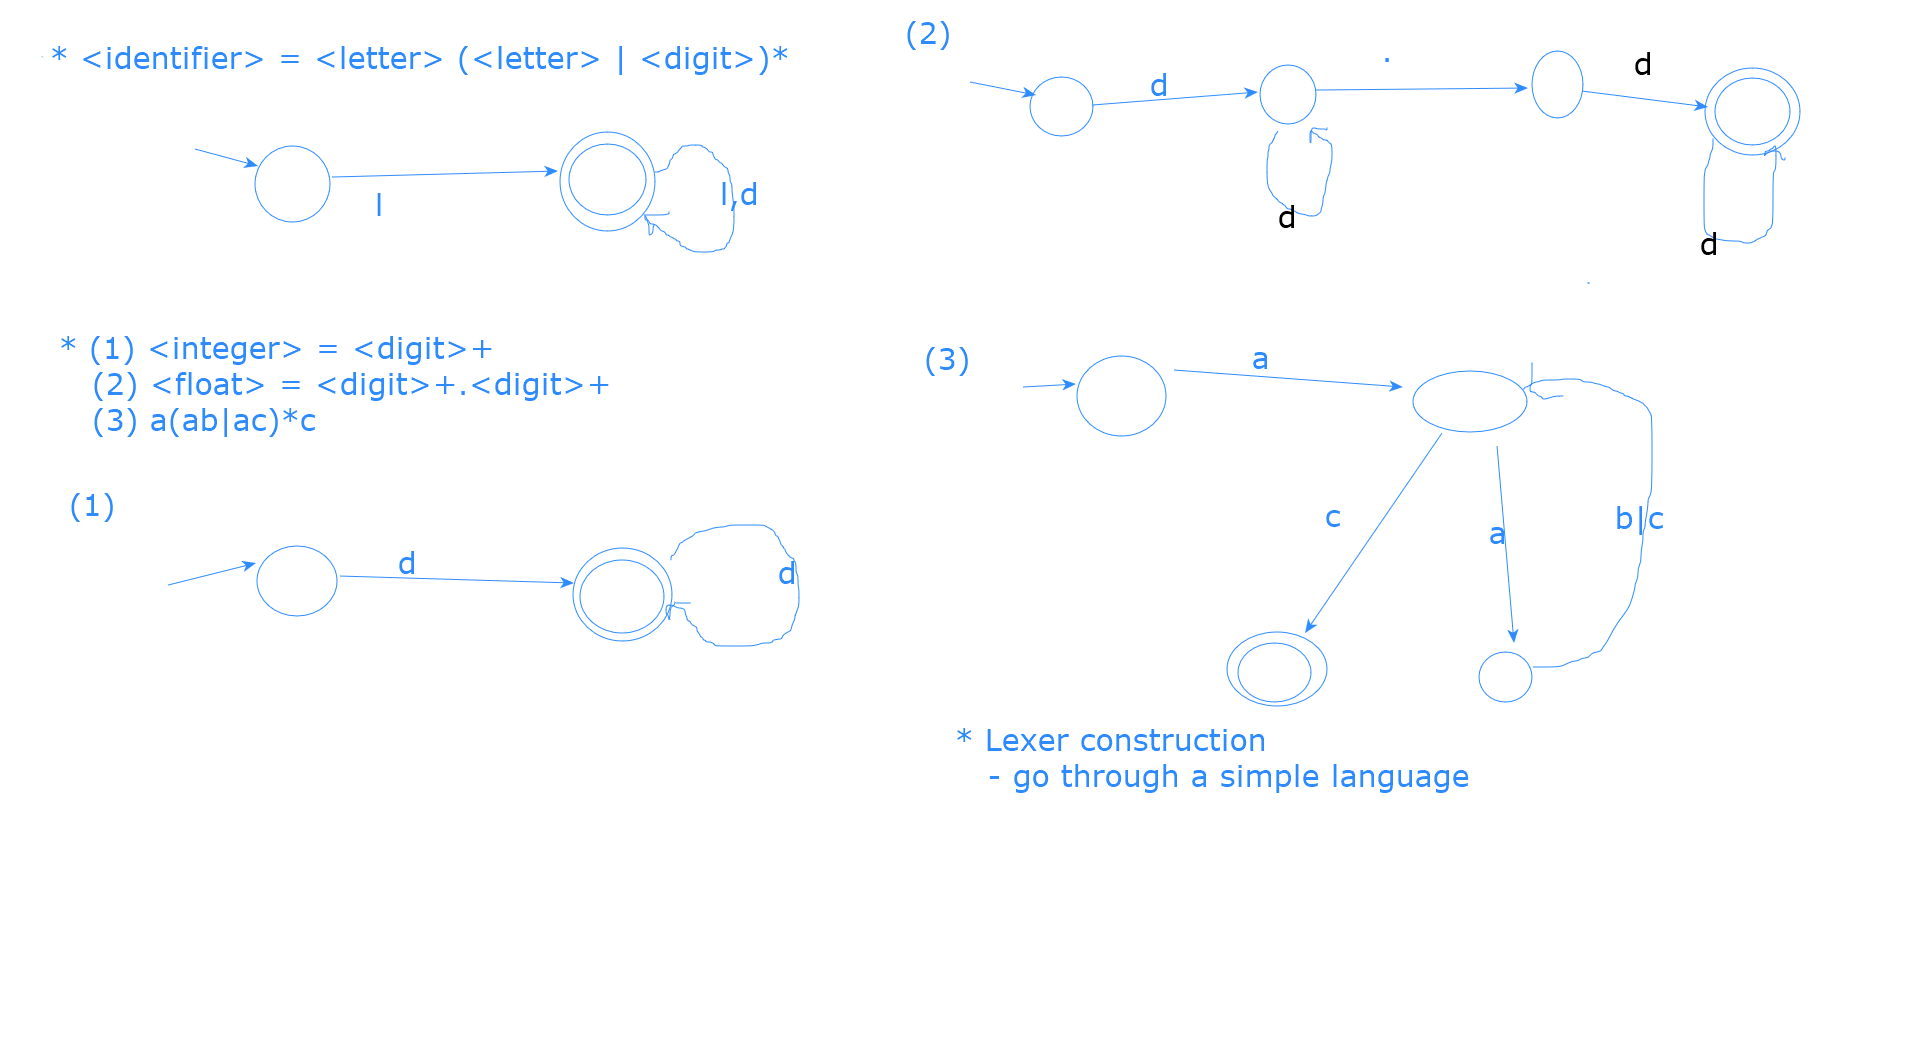 * <identifier> = <letter> (<letter> | <digit>)*
l
l,d
* (1) <integer> = <digit>+
(2) <float> = <digit>+.<digit>+
(3) a(ab|ac)*c
(1)
d
d
(2)
d
.
d
d
d
(3)
a
c
a
b|c
* Lexer construction
- go through a simple language